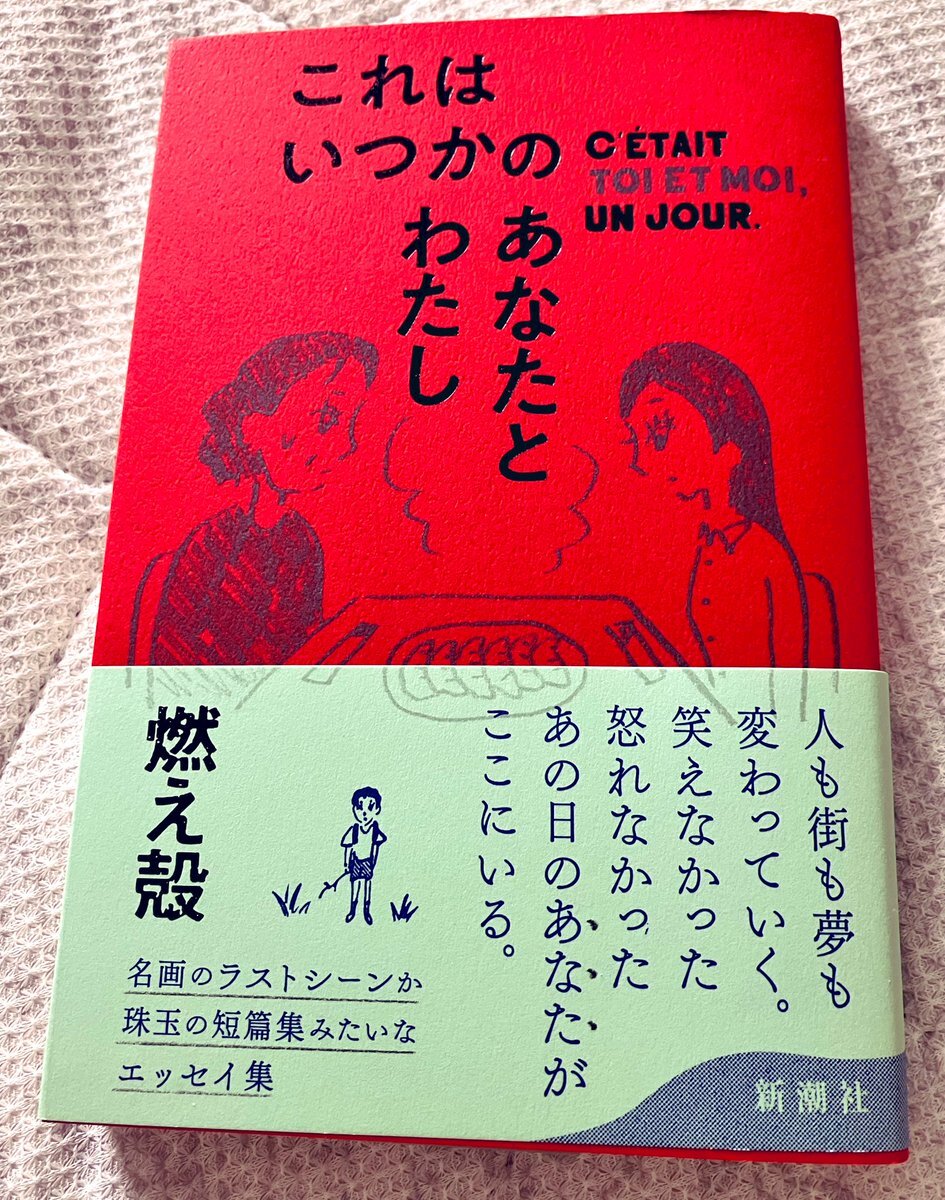 これは
いつかの
あなたと
わたし
C'ÉTAIT
TOI ET MOI,
UN JOUR.
人も街も夢も
変わっていく。
笑えなかった
怒れなかった
あの日のあなたが
ここにいる。
燃え殻
名画のラストシーンか
珠玉の短篇集みたいな
エッセイ集
新潮社